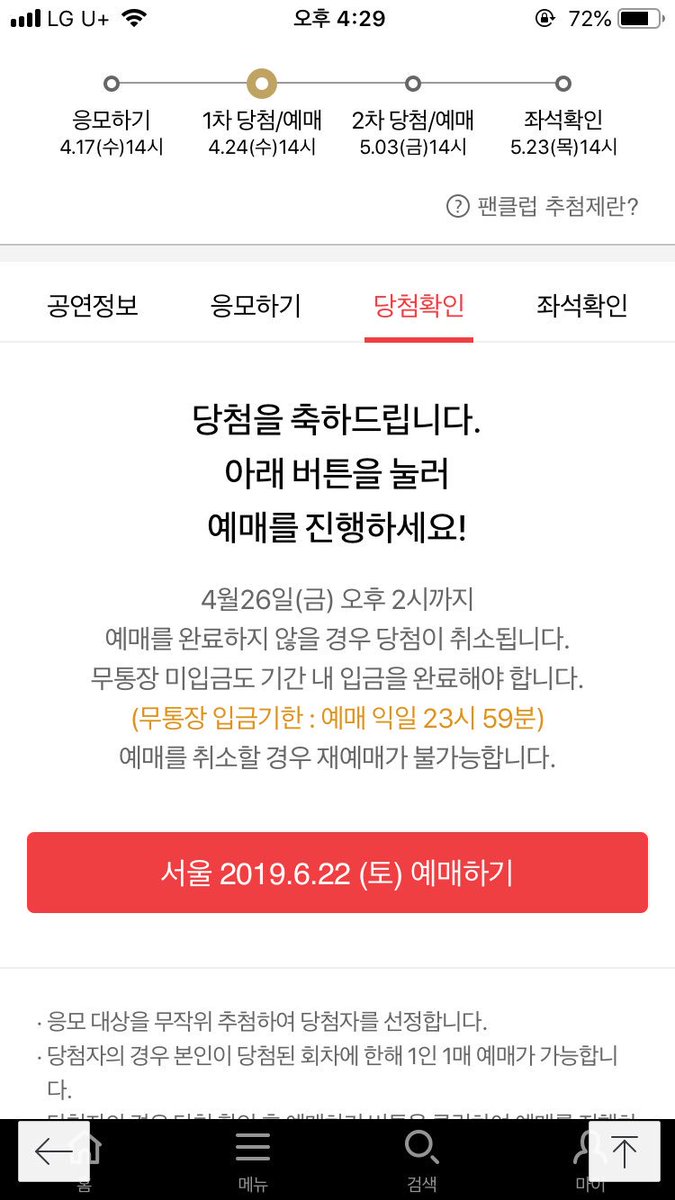 LG U+ 오후 4:29 72%
응모하기 1차 당첨/예매 2차 당첨/예매 좌석확인
4.17(수)14시 4.24(수)14시 5.03(금)14시 5.23(목)14시
? 팬클럽 추첨제란?
공연정보 응모하기 당첨확인 좌석확인
당첨을 축하드립니다.
아래 버튼을 눌러
예매를 진행하세요!
4월26일(금) 오후 2시까지
예매를 완료하지 않을 경우 당첨이 취소됩니다.
무통장 미입금도 기간 내 입금을 완료해야 합니다.
(무통장 입금기한 : 예매 익일 23시 59분)
예매를 취소할 경우 재예매가 불가능합니다.
서울 2019.6.22 (토) 예매하기
· 응모 대상을 무작위 추첨하여 당첨자를 선정합니다.
· 당첨자의 경우 본인이 당첨된 회차에 한해 1인 1매 예매가 가능합니
다.
홈 메뉴 검색 마이